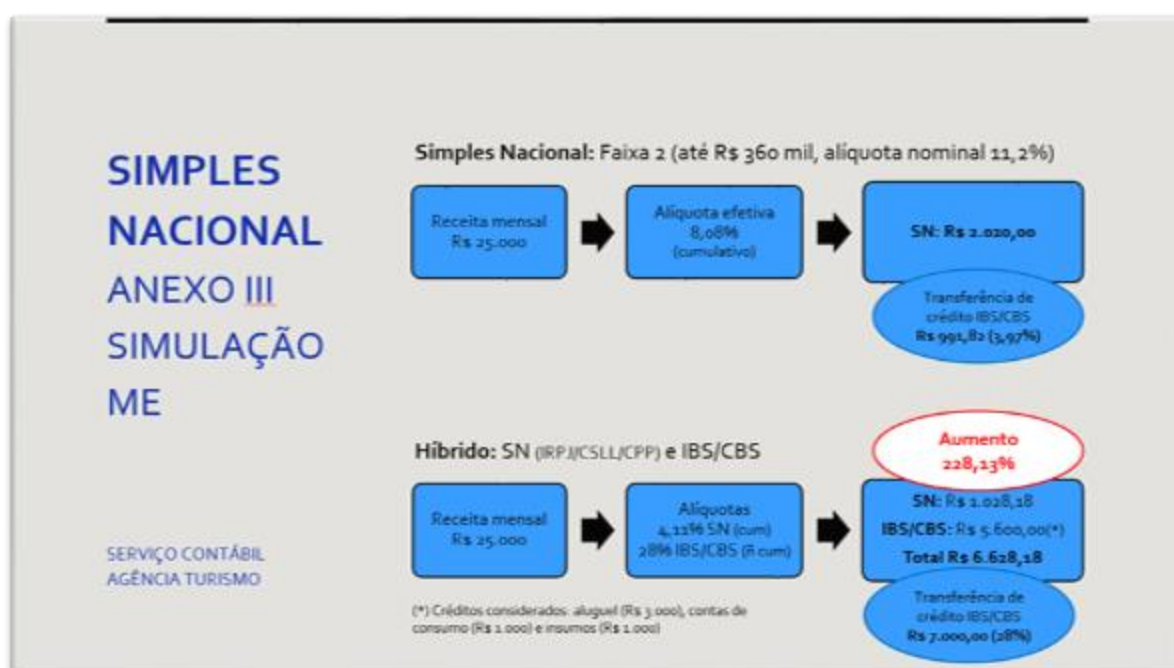 SIMPLES
NACIONAL
ANEXO III
SIMULAÇÃO
ME
SERVIÇO CONTÁBIL
AGÊNCIA TURISMO
Simples Nacional: Faixa 2 (até R$ 360 mil, alíquota nominal 11,2%)
Receita mensal
R$ 25.000
Alíquota efetiva
8,08%
(cumulativo)
SN: R$ 2.020,00
Transferência de
crédito IBS/CBS
R$ 991,82 (3,97%)
Híbrido: SN (IRPJ/CSLL/CPP) e IBS/CBS
Receita mensal
R$ 25.000
Alíquotas
4,11% SN (cum)
28% IBS/CBS (ñ cum)
Aumento
228,13%
SN: R$ 1.028,18
IBS/CBS: R$ 5.600,00(*)
Total R$ 6.628,18
Transferência de
crédito IBS/CBS
R$ 7.000,00 (28%)
(*) Créditos considerados: aluguel (R$ 3.000), contas de
consumo (R$ 1.000) e insumos (R$ 1.000)